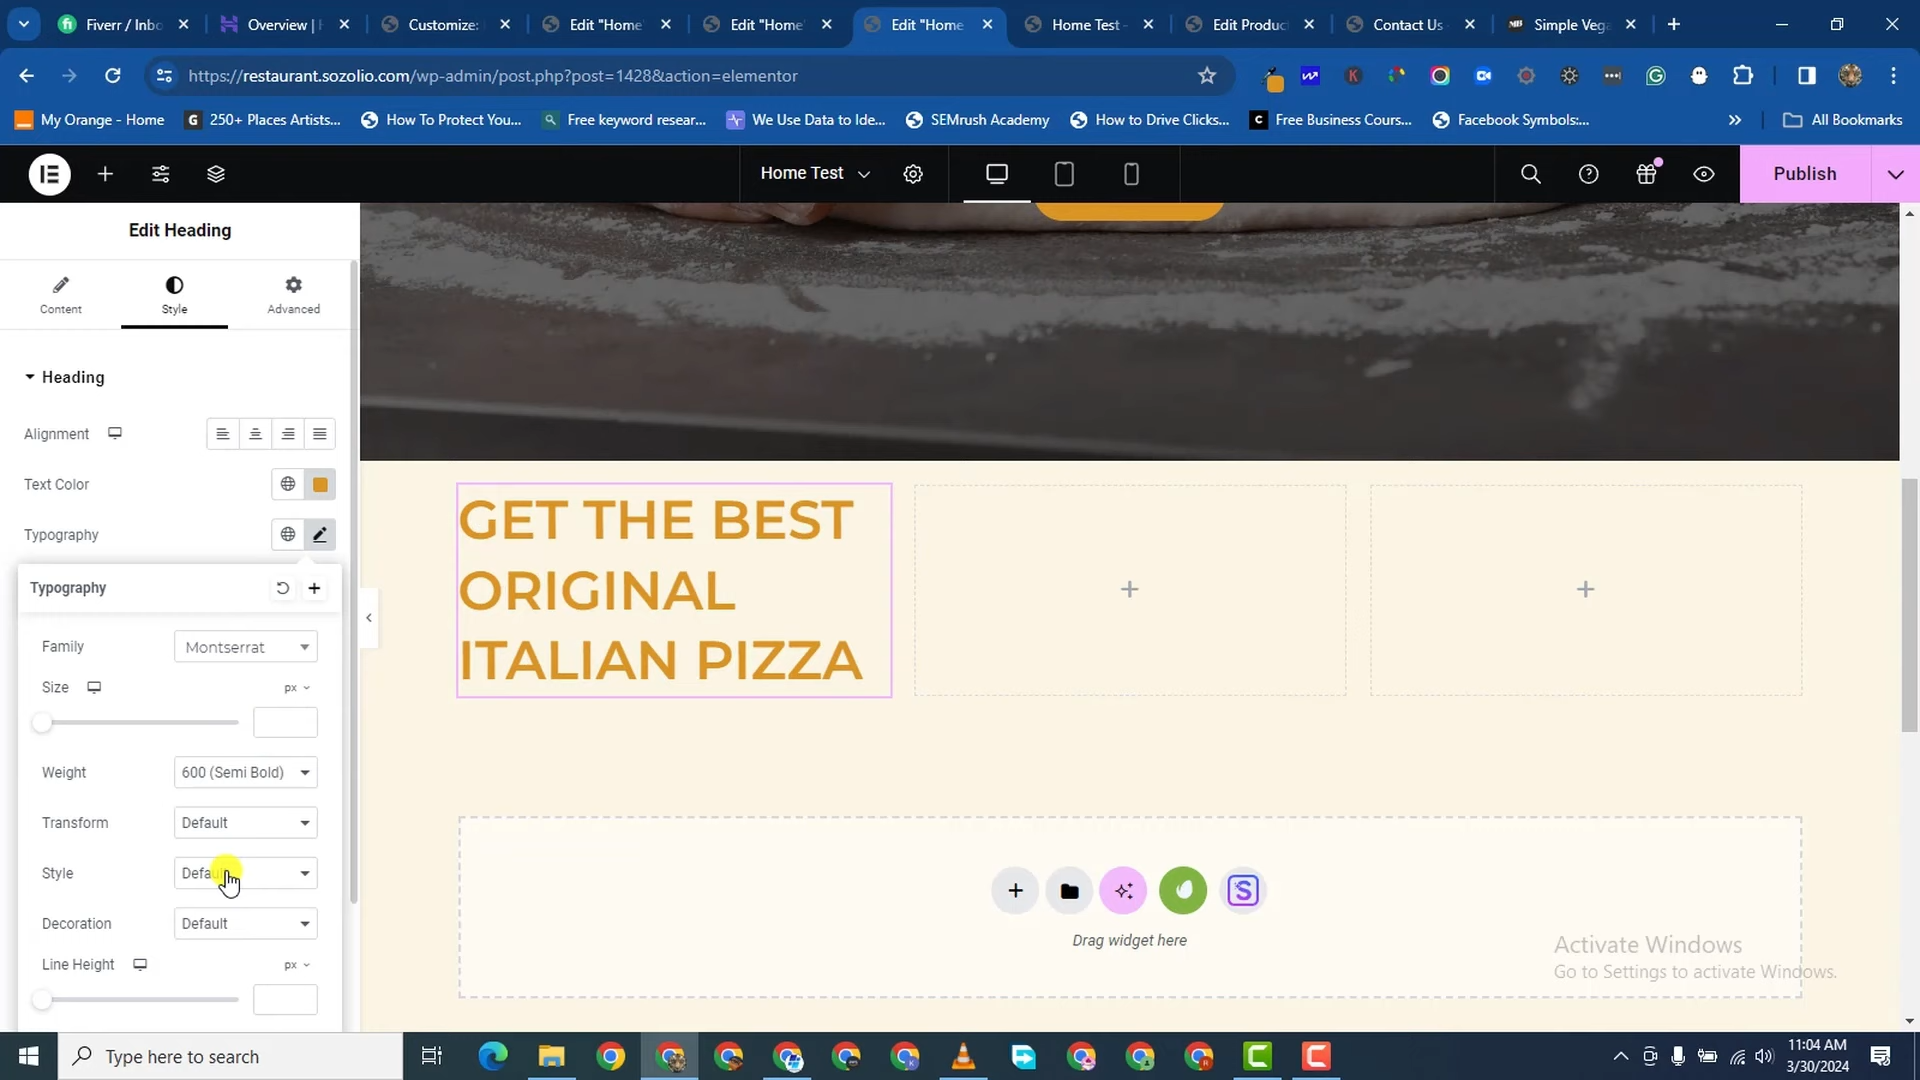 Fiverr / Inbo
Overview |
Customize:
Edit "Home
Edit "Home
Edit "Home
Home Test -
Edit Produc
Contact Us -
Simple Vega
https://restaurant.sozolio.com/wp-admin/post.php?post=1428&action=elementor
My Orange - Home
250+ Places Artists...
How To Protect You...
Free keyword resear...
We Use Data to Ide...
SEMrush Academy
How to Drive Clicks...
Free Business Cours...
Facebook Symbols:...
All Bookmarks
Home Test
Publish
Edit Heading
Content
Style
Advanced
Heading
Alignment
Text Color
Typography
Typography
Family
Montserrat
Size
px
Weight
600 (Semi Bold)
Transform
Default
Style
Decoration
Default
Line Height
px
GET THE BEST
ORIGINAL
ITALIAN PIZZA
Drag widget here
Activate Windows
Go to Settings to activate Windows.
Type here to search
11:04 AM
3/30/2024